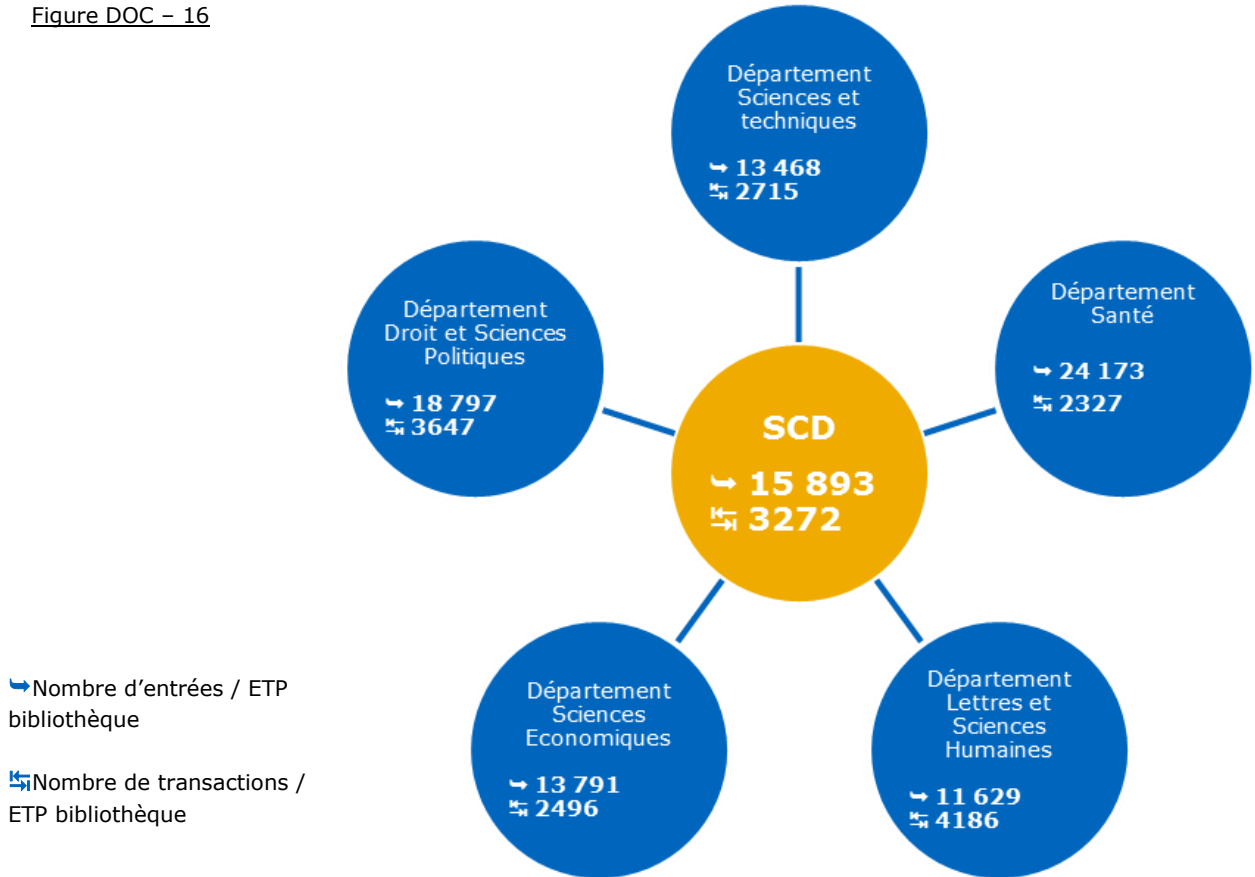 Figure DOC – 16
Département
Sciences et
techniques
13 468
2715
Département
Droit et Sciences
Politiques
18 797
3647
Département
Santé
24 173
2327
SCD
15 893
3272
Département
Sciences
Economiques
13 791
2496
Département
Lettres et
Sciences
Humaines
11 629
4186
Nombre d’entrées / ETP
bibliothèque
Nombre de transactions /
ETP bibliothèque